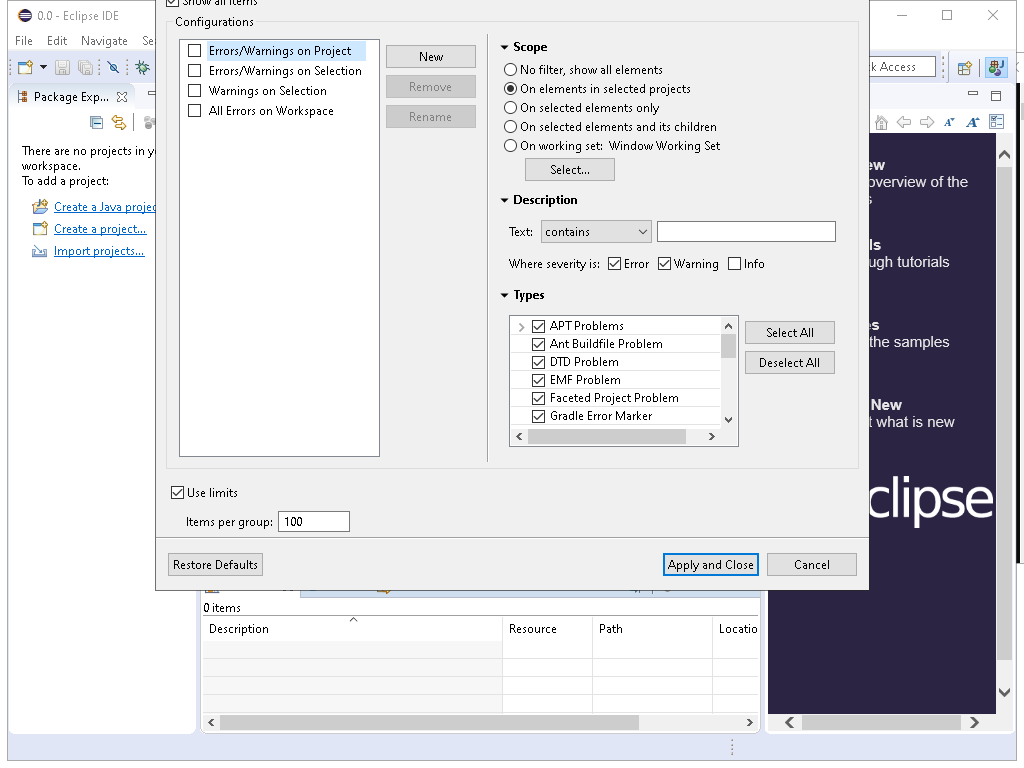 0.0 - Eclipse IDE
Show all items
File Edit Navigate Se
Configurations
Errors/Warnings on Project
Errors/Warnings on Selection
Warnings on Selection
All Errors on Workspace
New
Remove
Rename
Scope
No filter, show all elements
On elements in selected projects
On selected elements only
On selected elements and its children
On working set: Window Working Set
Select...
Description
Text: contains
Where severity is: Error Warning Info
Types
APT Problems
Ant Buildfile Problem
DTD Problem
EMF Problem
Faceted Project Problem
Gradle Error Marker
Select All
Deselect All
Use limits
Items per group: 100
Restore Defaults
Apply and Close
Cancel
Package Exp...
There are no projects in y
workspace.
To add a project:
Create a Java projec
Create a project...
Import projects...
k Access
ew
overview of the
s
ls
ugh tutorials
es
the samples
New
t what is new
clipse
0 items
Description Resource Path Locatio